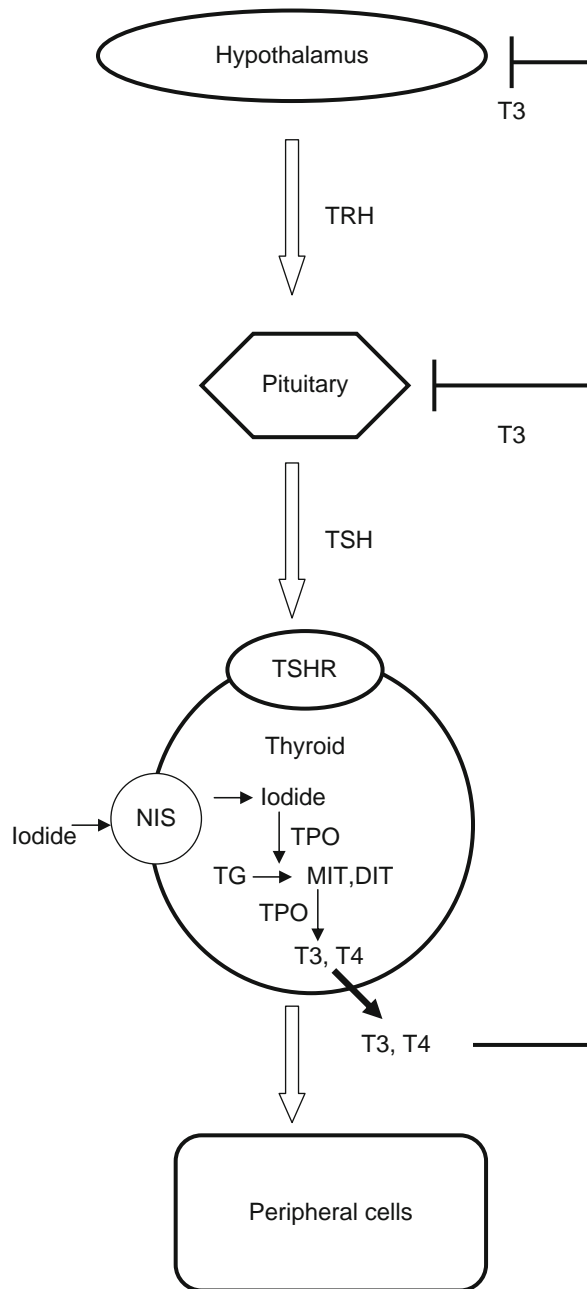 Hypothalamus
T3
TRH
Pituitary
T3
TSH
TSHR
Thyroid
Iodide
NIS
Iodide
TPO
TG
MIT,DIT
TPO
T3, T4
T3, T4
Peripheral cells